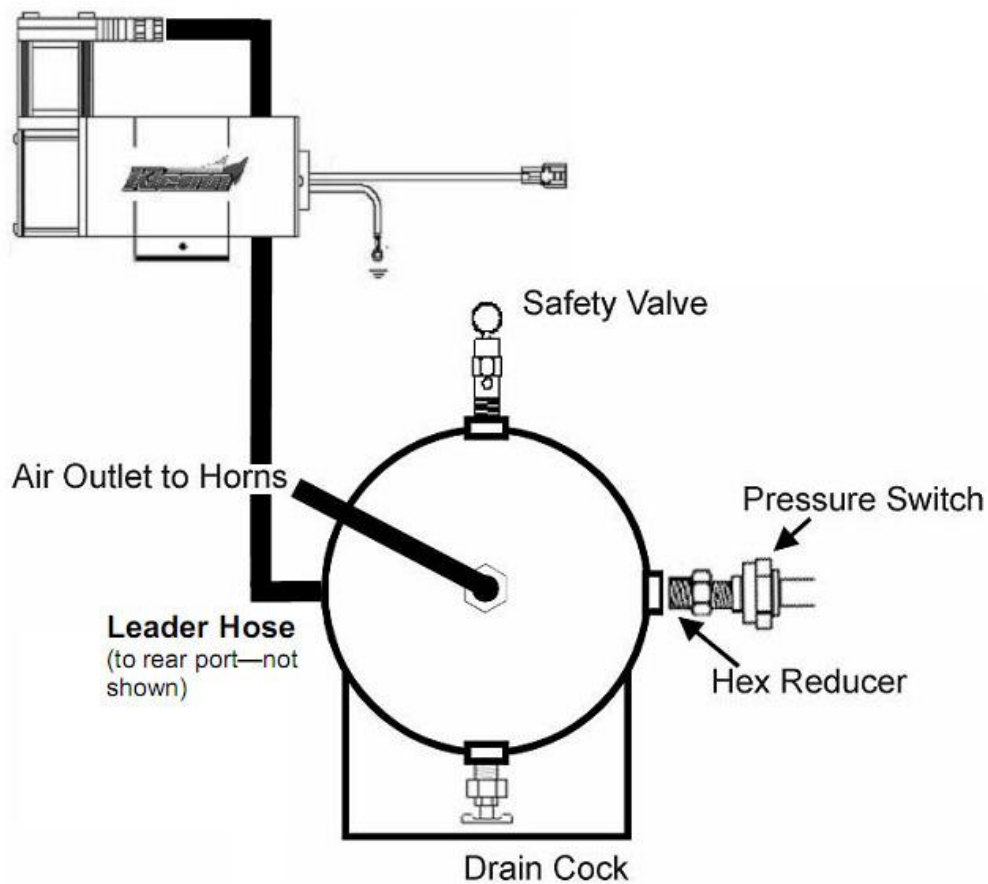 Kleinn
Safety Valve
Air Outlet to Horns
Pressure Switch
Leader Hose
(to rear port—not
shown)
Hex Reducer
Drain Cock